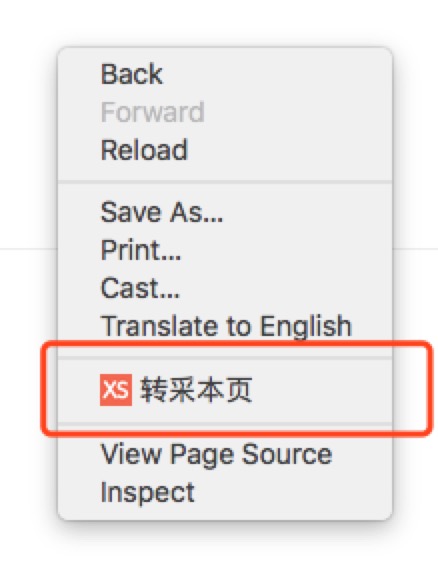 Back
Forward
Reload
Save As...
Print...
Cast...
Translate to English
XS 转采本页
View Page Source
Inspect